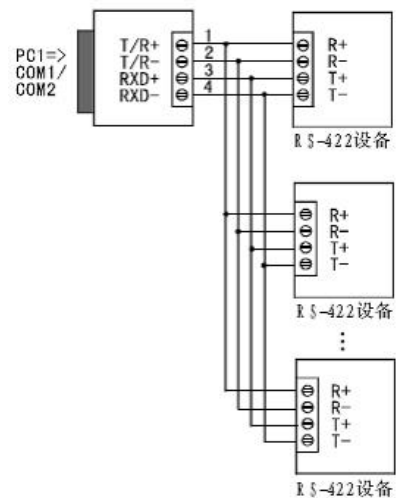 PC1=>
COM1/
COM2
T/R+
T/R-
RXD+
RXD-
1
2
3
4
R+
R-
T+
T-
RS-422设备
R+
R-
T+
T-
RS-422设备
⋮
R+
R-
T+
T-
RS-422设备